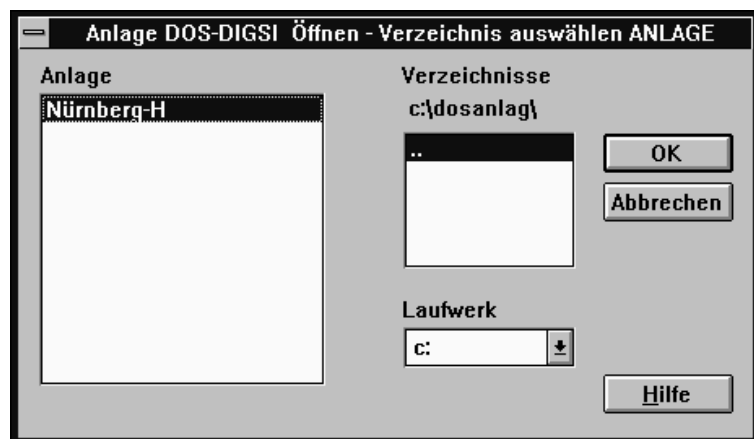 Anlage DOS-DIGSI Öffnen - Verzeichnis auswählen ANLAGE
Anlage
Nürnberg-H
Verzeichnisse
c:\dosanlag\
..
OK
Abbrechen
Laufwerk
c:
Hilfe